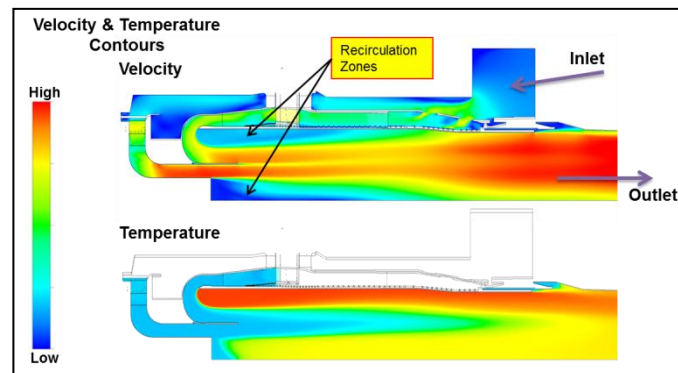 Velocity & Temperature
Contours
Velocity
High
Recirculation
Zones
Inlet
Outlet
Temperature
Low